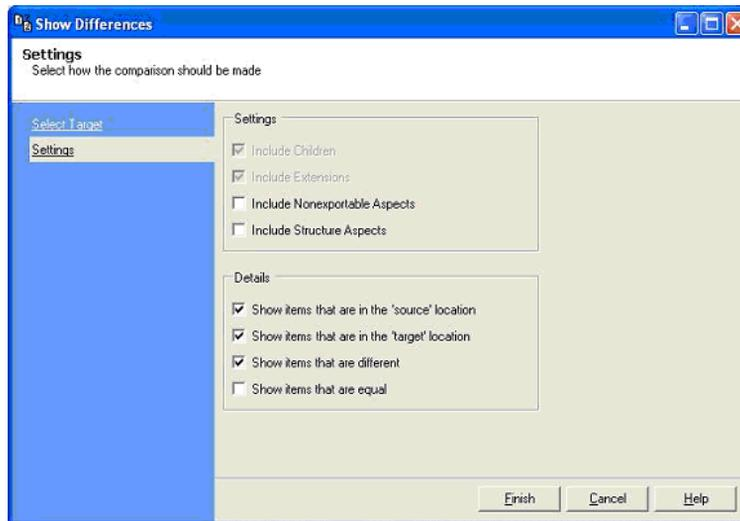 Show Differences
Settings
Select how the comparison should be made
Select Target
Settings
Settings
Include Children
Include Extensions
Include Nonexportable Aspects
Include Structure Aspects
Details
Show items that are in the 'source' location
Show items that are in the 'target' location
Show items that are different
Show items that are equal
Finish
Cancel
Help